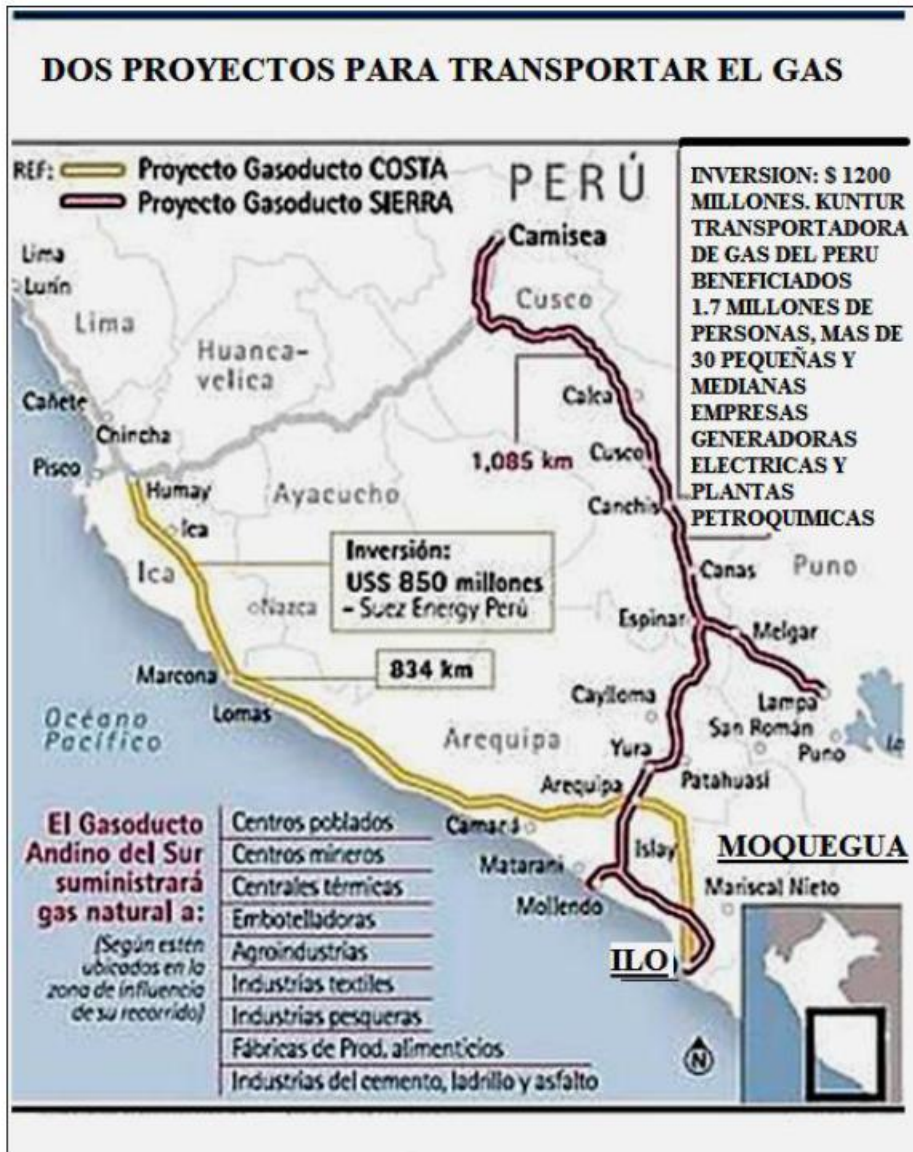 DOS PROYECTOS PARA TRANSPORTAR EL GAS
REF:
Proyecto Gasoducto COSTA
Proyecto Gasoducto SIERRA
PERÚ
INVERSION: $ 1200
MILLONES. KUNTUR
TRANSPORTADORA
DE GAS DEL PERU
BENEFICIADOS
1.7 MILLONES DE
PERSONAS, MAS DE
30 PEQUEÑAS Y
MEDIANAS
EMPRESAS
GENERADORAS
ELECTRICAS Y
PLANTAS
PETROQUIMICAS
Camisea
Lima
Lurín
Lima
Cusco
Huanca-
velica
Cañete
Calca
Chincha
1,085 km
Cusco
Pisco
Humay
Ayacucho
Canchis
Ica
Ica
Inversión:
US$ 850 millones
- Suez Energy Perú
Canas
Puno
Nazca
Espinar
Melgar
Marcona
834 km
Lampa
Caylloma
Lomas
San Román
Océano
Pacífico
Arequipa
Yura
Puno
La
Arequipa
Patahuasi
El Gasoducto
Andino del Sur
suministrará
gas natural a:
(Según estén
ubicados en la
zona de influencia
de su recorrido)
Centros poblados
Centros mineros
Centrales térmicas
Embotelladoras
Agroindustrias
Industrias textiles
Industrias pesqueras
Fábricas de Prod. alimenticios
Industrias del cemento, ladrillo y asfalto
Camaná
Islay
MOQUEGUA
Matarani
Mariscal Nieto
Mollendo
ILO
N